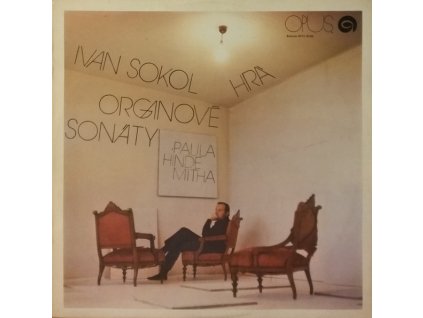 OPUS
IVAN SOKOL HRÁ
ORGANOVÉ
SONÁTY
PAULA
HINDE
MITHA